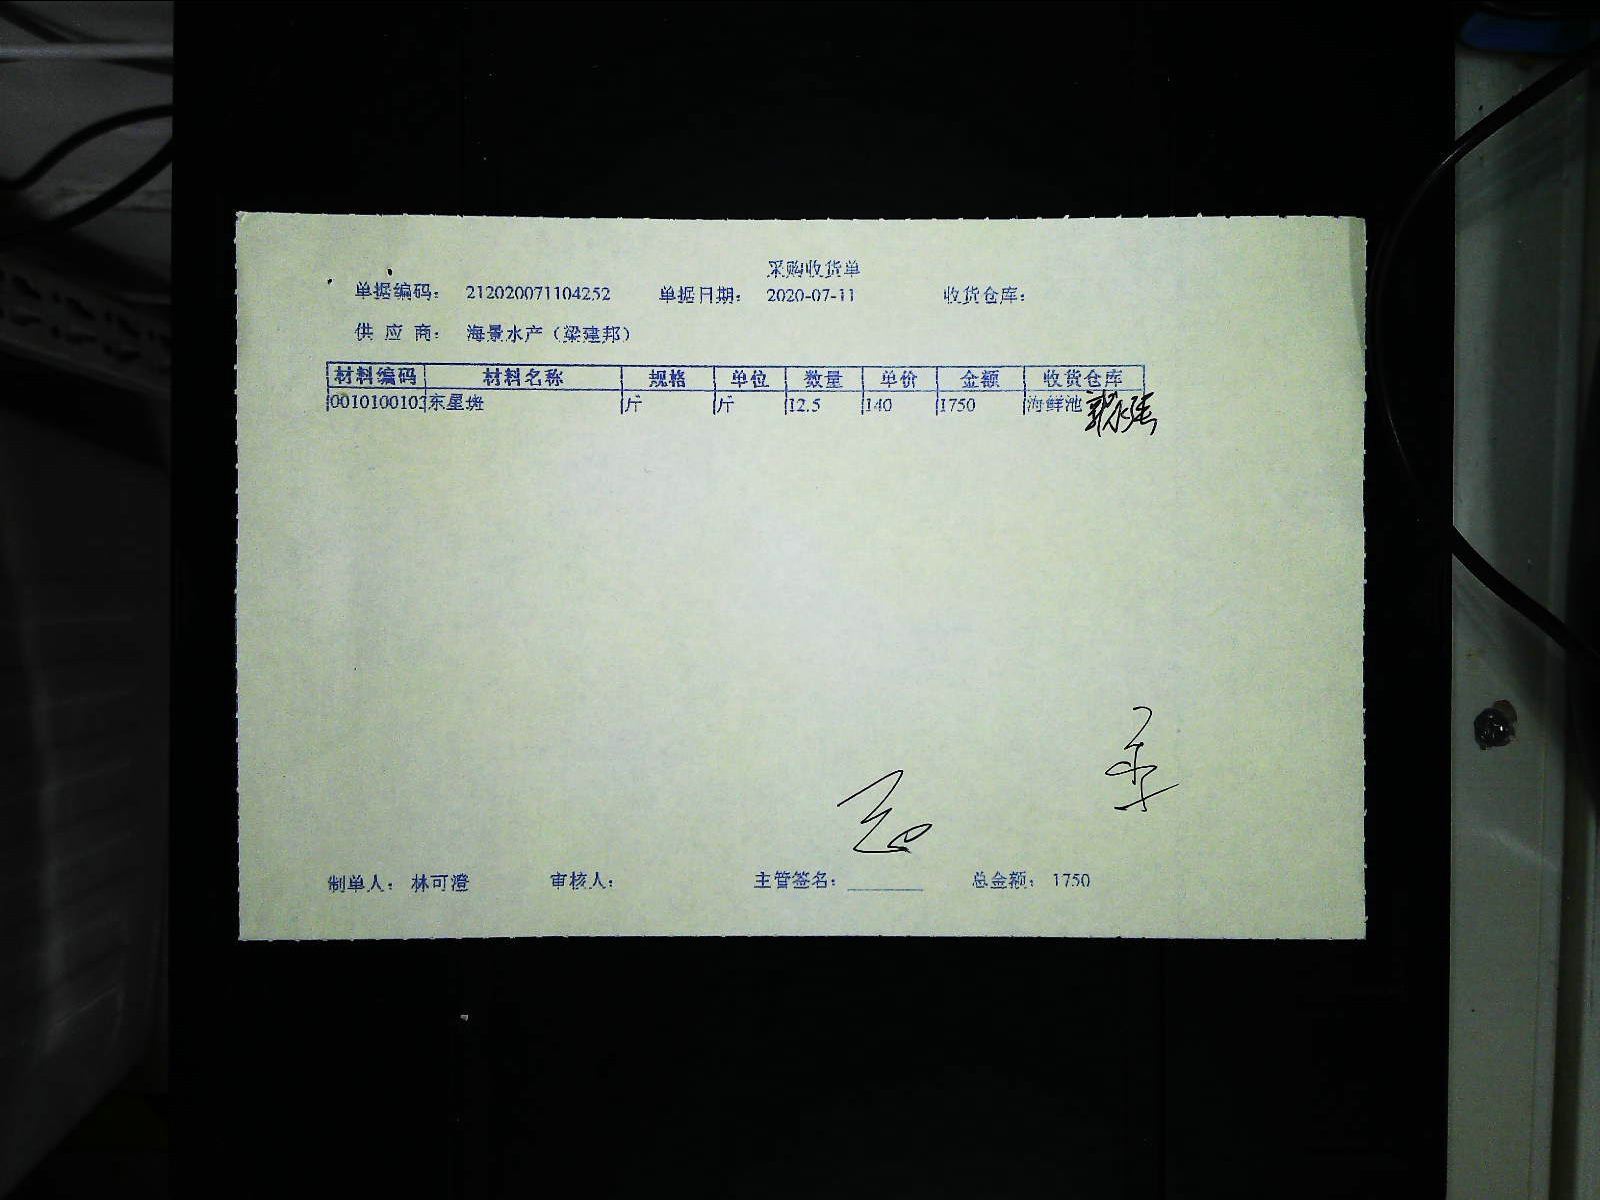 采购收货单
单据编码: 212020071104252 单据日期: 2020-07-11 收货仓库:
供应商: 海景水产(梁建邦)
材料编码 材料名称 规格 单位 数量 单价 金额 收货仓库
0010100102 东星斑 斤 斤 12.5 140 1750 海鲜池
制单人: 林可澄 审核人: 主管签名: 总金额: 1750